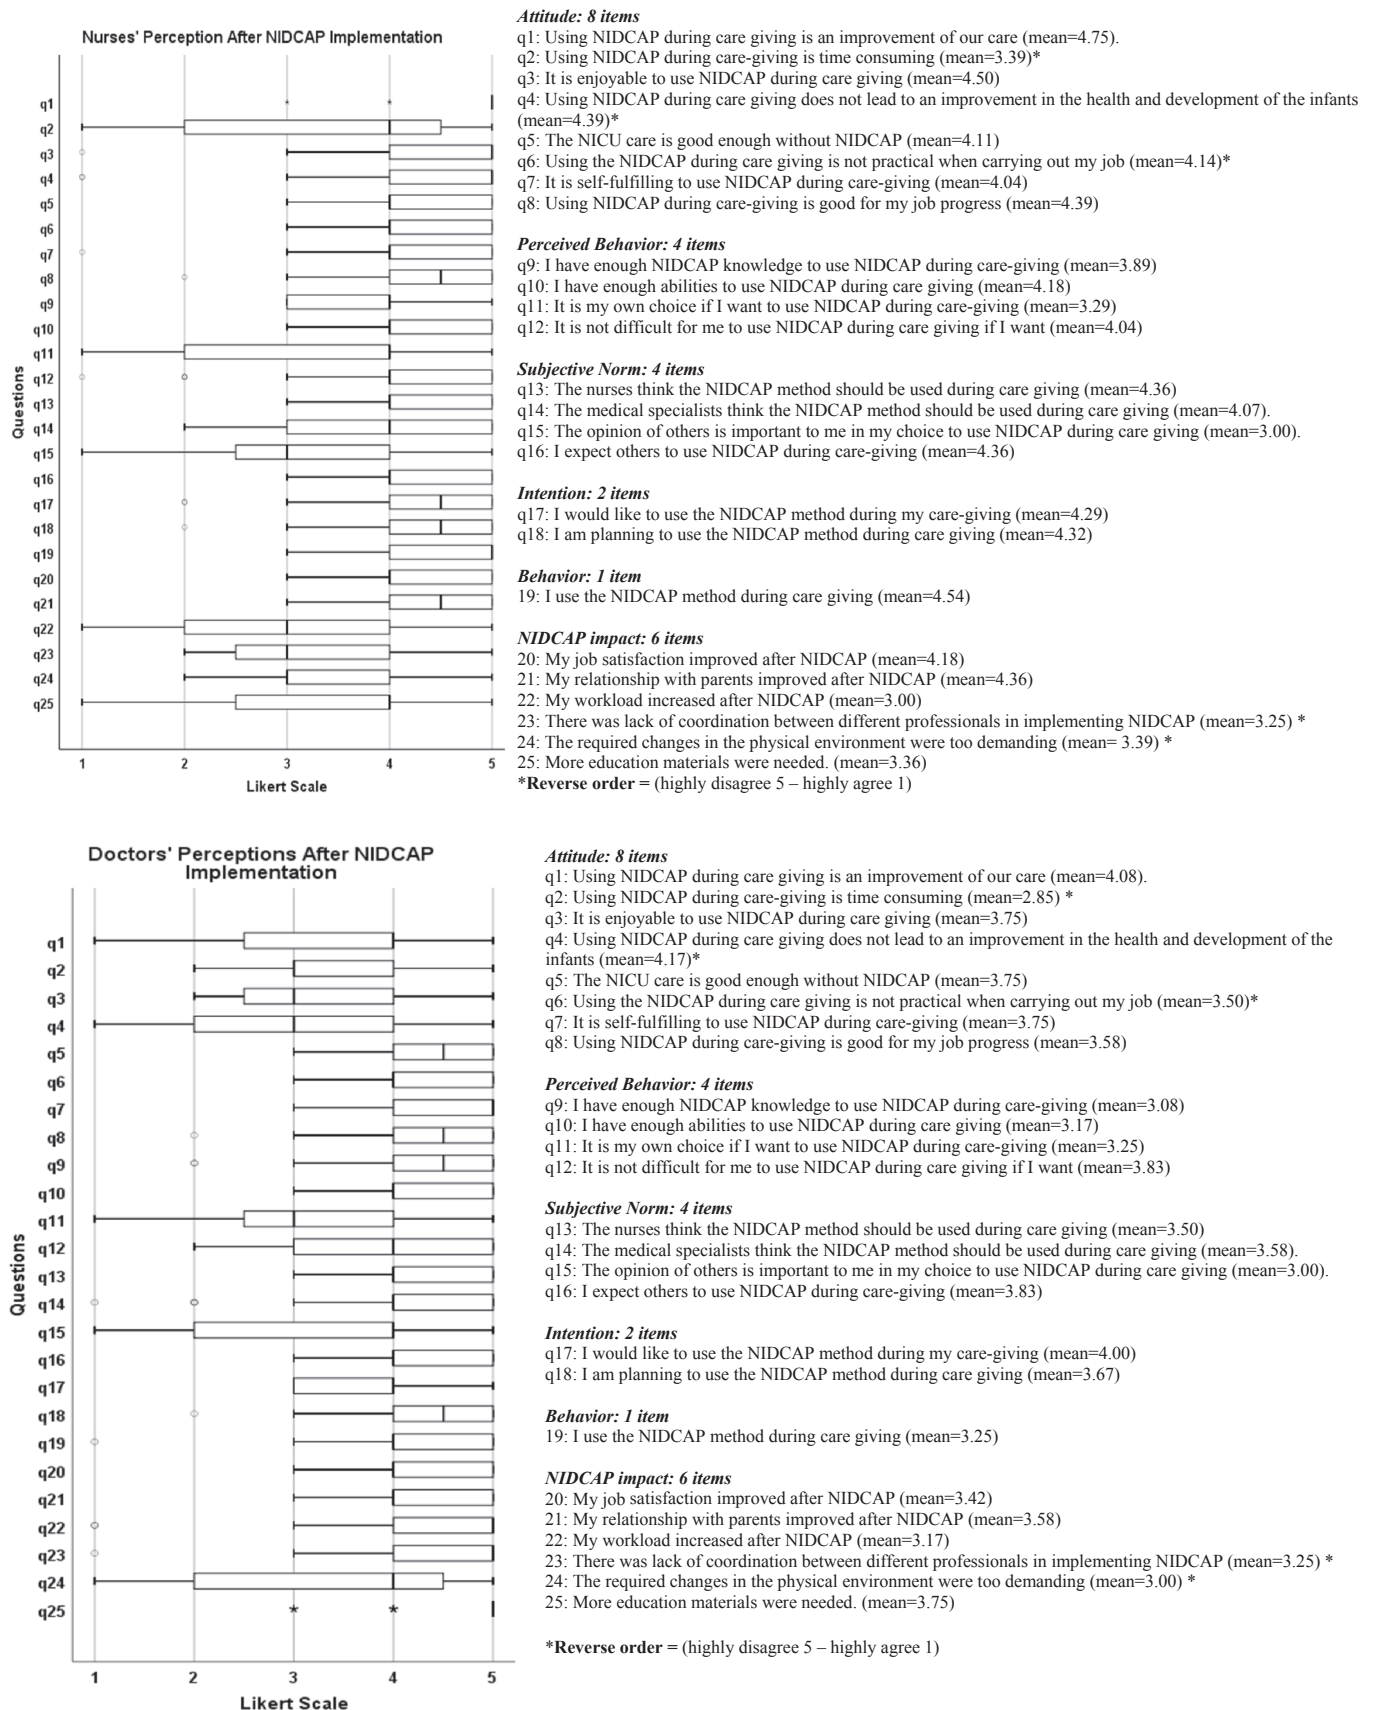 Nurses' Perception After NIDCAP Implementation
Questions
q1
q2
q3
q4
q5
q6
q7
q8
q9
q10
q11
q12
q13
q14
q15
q16
q17
q18
q19
q20
q21
q22
q23
q24
q25
1 2 3 4 5
Likert Scale
Attitude: 8 items
q1: Using NIDCAP during care giving is an improvement of our care (mean=4.75).
q2: Using NIDCAP during care-giving is time consuming (mean=3.39)*
q3: It is enjoyable to use NIDCAP during care giving (mean=4.50)
q4: Using NIDCAP during care giving does not lead to an improvement in the health and development of the infants
(mean=4.39)*
q5: The NICU care is good enough without NIDCAP (mean=4.11)
q6: Using the NIDCAP during care giving is not practical when carrying out my job (mean=4.14)*
q7: It is self-fulfilling to use NIDCAP during care-giving (mean=4.04)
q8: Using NIDCAP during care-giving is good for my job progress (mean=4.39)
Perceived Behavior: 4 items
q9: I have enough NIDCAP knowledge to use NIDCAP during care-giving (mean=3.89)
q10: I have enough abilities to use NIDCAP during care giving (mean=4.18)
q11: It is my own choice if I want to use NIDCAP during care-giving (mean=3.29)
q12: It is not difficult for me to use NIDCAP during care giving if I want (mean=4.04)
Subjective Norm: 4 items
q13: The nurses think the NIDCAP method should be used during care giving (mean=4.36)
q14: The medical specialists think the NIDCAP method should be used during care giving (mean=4.07).
q15: The opinion of others is important to me in my choice to use NIDCAP during care giving (mean=3.00).
q16: I expect others to use NIDCAP during care-giving (mean=4.36)
Intention: 2 items
q17: I would like to use the NIDCAP method during my care-giving (mean=4.29)
q18: I am planning to use the NIDCAP method during care giving (mean=4.32)
Behavior: 1 item
19: I use the NIDCAP method during care giving (mean=4.54)
NIDCAP impact: 6 items
20: My job satisfaction improved after NIDCAP (mean=4.18)
21: My relationship with parents improved after NIDCAP (mean=4.36)
22: My workload increased after NIDCAP (mean=3.00)
23: There was lack of coordination between different professionals in implementing NIDCAP (mean=3.25) *
24: The required changes in the physical environment were too demanding (mean= 3.39) *
25: More education materials were needed. (mean=3.36)
*Reverse order = (highly disagree 5 – highly agree 1)
Doctors' Perceptions After NIDCAP
Implementation
Questions
q1
q2
q3
q4
q5
q6
q7
q8
q9
q10
q11
q12
q13
q14
q15
q16
q17
q18
q19
q20
q21
q22
q23
q24
q25
1 2 3 4 5
Likert Scale
Attitude: 8 items
q1: Using NIDCAP during care giving is an improvement of our care (mean=4.08).
q2: Using NIDCAP during care-giving is time consuming (mean=2.85) *
q3: It is enjoyable to use NIDCAP during care giving (mean=3.75)
q4: Using NIDCAP during care giving does not lead to an improvement in the health and development of the
infants (mean=4.17)*
q5: The NICU care is good enough without NIDCAP (mean=3.75)
q6: Using the NIDCAP during care giving is not practical when carrying out my job (mean=3.50)*
q7: It is self-fulfilling to use NIDCAP during care-giving (mean=3.75)
q8: Using NIDCAP during care-giving is good for my job progress (mean=3.58)
Perceived Behavior: 4 items
q9: I have enough NIDCAP knowledge to use NIDCAP during care-giving (mean=3.08)
q10: I have enough abilities to use NIDCAP during care giving (mean=3.17)
q11: It is my own choice if I want to use NIDCAP during care-giving (mean=3.25)
q12: It is not difficult for me to use NIDCAP during care giving if I want (mean=3.83)
Subjective Norm: 4 items
q13: The nurses think the NIDCAP method should be used during care giving (mean=3.50)
q14: The medical specialists think the NIDCAP method should be used during care giving (mean=3.58).
q15: The opinion of others is important to me in my choice to use NIDCAP during care giving (mean=3.00).
q16: I expect others to use NIDCAP during care-giving (mean=3.83)
Intention: 2 items
q17: I would like to use the NIDCAP method during my care-giving (mean=4.00)
q18: I am planning to use the NIDCAP method during care giving (mean=3.67)
Behavior: 1 item
19: I use the NIDCAP method during care giving (mean=3.25)
NIDCAP impact: 6 items
20: My job satisfaction improved after NIDCAP (mean=3.42)
21: My relationship with parents improved after NIDCAP (mean=3.58)
22: My workload increased after NIDCAP (mean=3.17)
23: There was lack of coordination between different professionals in implementing NIDCAP (mean=3.25) *
24: The required changes in the physical environment were too demanding (mean=3.00) *
25: More education materials were needed. (mean=3.75)
*Reverse order = (highly disagree 5 – highly agree 1)